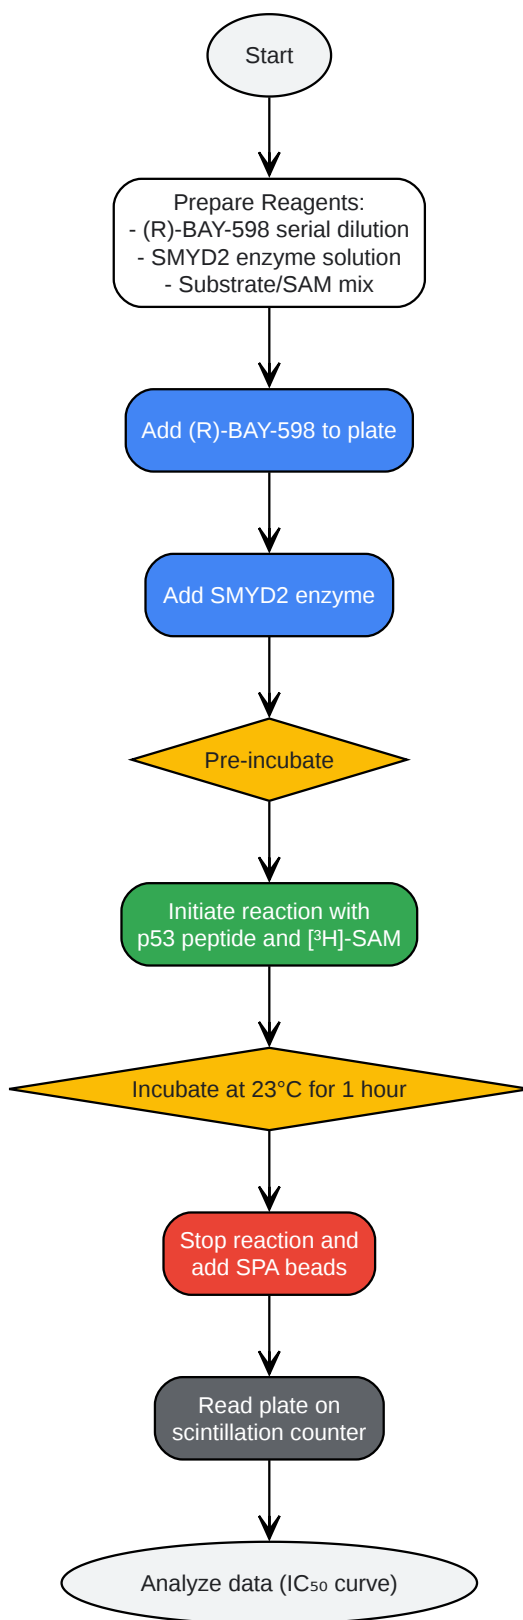 Start
Prepare Reagents:
- (R)-BAY-598 serial dilution
- SMYD2 enzyme solution
- Substrate/SAM mix
Add (R)-BAY-598 to plate
Add SMYD2 enzyme
Pre-incubate
Initiate reaction with
p53 peptide and [³H]-SAM
Incubate at 23°C for 1 hour
Stop reaction and
add SPA beads
Read plate on
scintillation counter
Analyze data (IC₅₀ curve)